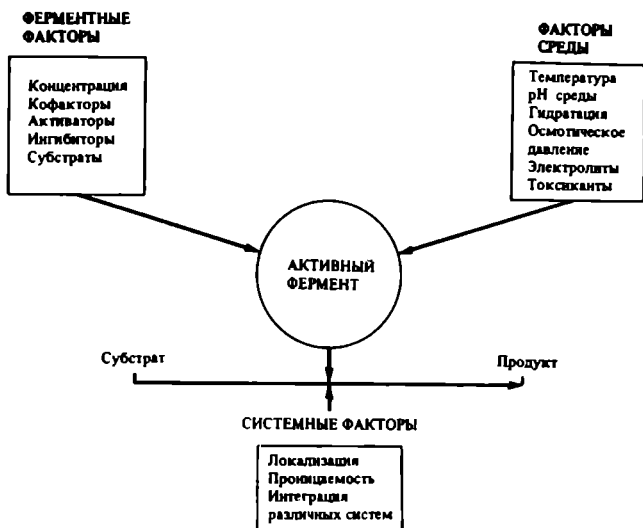 ФЕРМЕНТНЫЕ
ФАКТОРЫ
Концентрация
Кофакторы
Активаторы
Ингибиторы
Субстраты
ФАКТОРЫ
СРЕДЫ
Температура
pH среды
Гидратация
Осмотическое
давление
Электролиты
Токсиканты
АКТИВНЫЙ
ФЕРМЕНТ
Субстрат
Продукт
СИСТЕМНЫЕ ФАКТОРЫ
Локализация
Проницаемость
Интеграция
различных систем